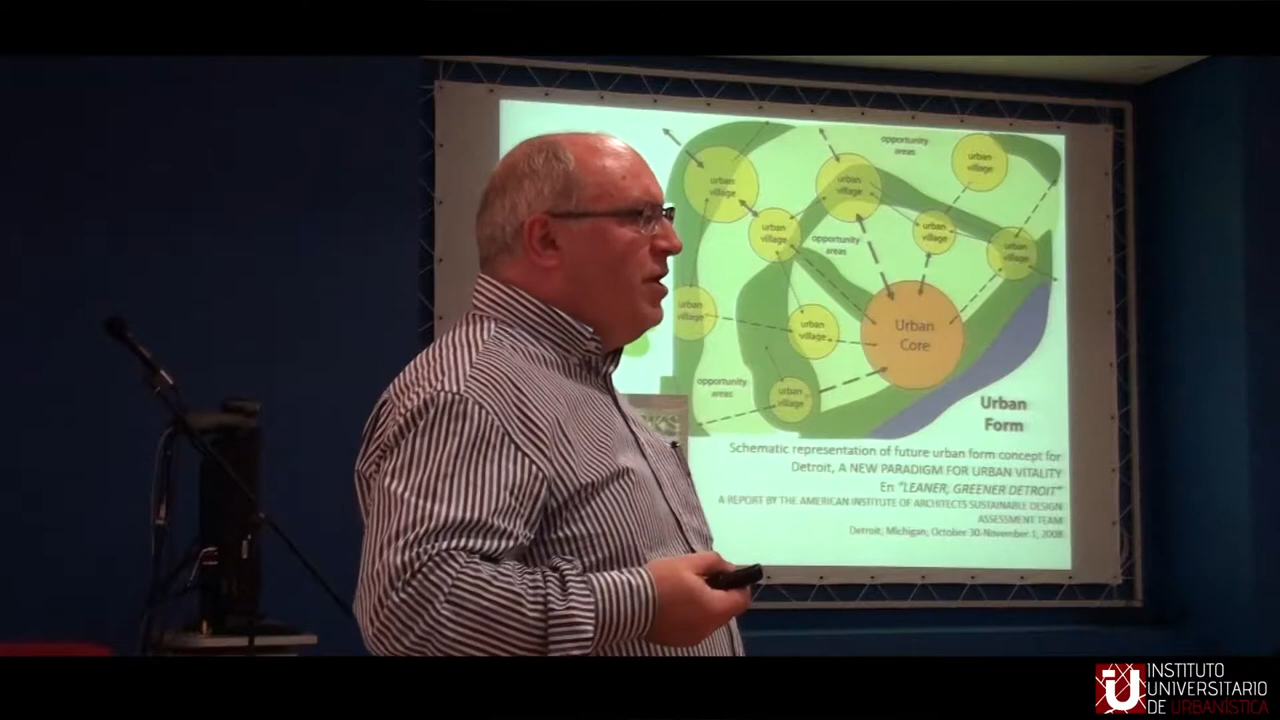 opportunity
areas
urban
village
urban
village
urban
village
urban
village
opportunity
areas
urban
village
urban
village
urban
village
urban
village
Urban
Core
opportunity
areas
urban
village
Urban
Form
Schematic representation of future urban form concept for
Detroit, A NEW PARADIGM FOR URBAN VITALITY
En "LEANER, GREENER DETROIT"
A REPORT BY THE AMERICAN INSTITUTE OF ARCHITECTS SUSTAINABLE DESIGN
ASSESSMENT TEAM
Detroit, Michigan, October 30-November 1, 2008
iU
INSTITUTO
UNIVERSITARIO
DE URBANÍSTICA